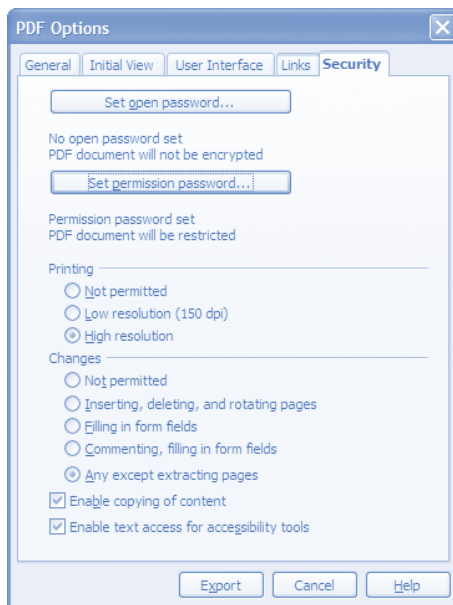 PDF Options
General Initial View User Interface Links Security
Set open password...
No open password set
PDF document will not be encrypted
Set permission password...
Permission password set
PDF document will be restricted
Printing
Not permitted
Low resolution (150 dpi)
High resolution
Changes
Not permitted
Inserting, deleting, and rotating pages
Filling in form fields
Commenting, filling in form fields
Any except extracting pages
Enable copying of content
Enable text access for accessibility tools
Export Cancel Help